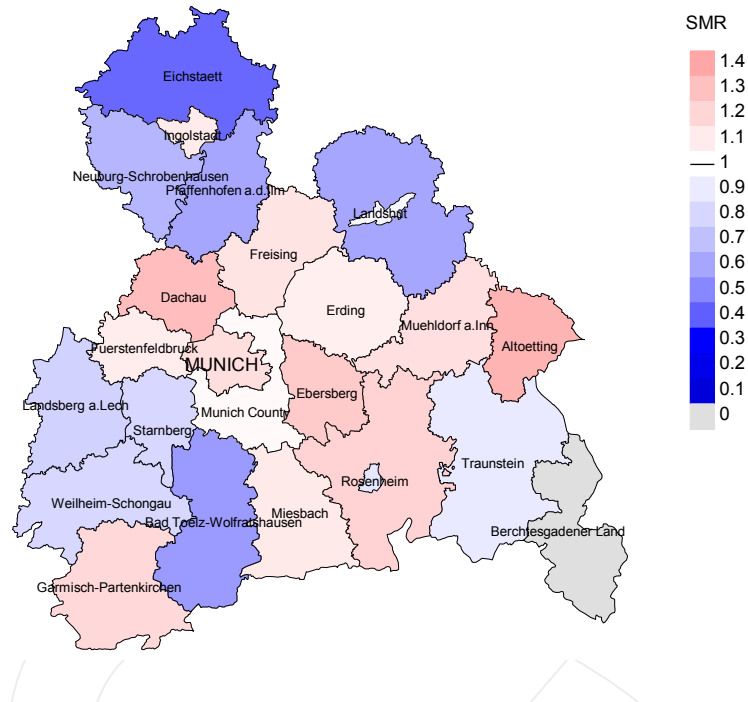 SMR
Eichstaett
1.4
1.3
1.2
1.1
1
0.9
0.8
0.7
0.6
0.5
0.4
0.3
0.2
0.1
0
Ingolstadt
Neuburg-Schrobenhausen
Pfaffenhofen a.d.Ilm
Landshut
Freising
Dachau
Erding
Muehldorf a.Inn
Altoetting
Fuerstenfeldbruck
MUNICH
Ebersberg
Landsberg a.Lech
Munich County
Starnberg
Traunstein
Rosenheim
Weilheim-Schongau
Miesbach
Bad Toelz-Wolfratshausen
Berchtesgadener Land
Garmisch-Partenkirchen